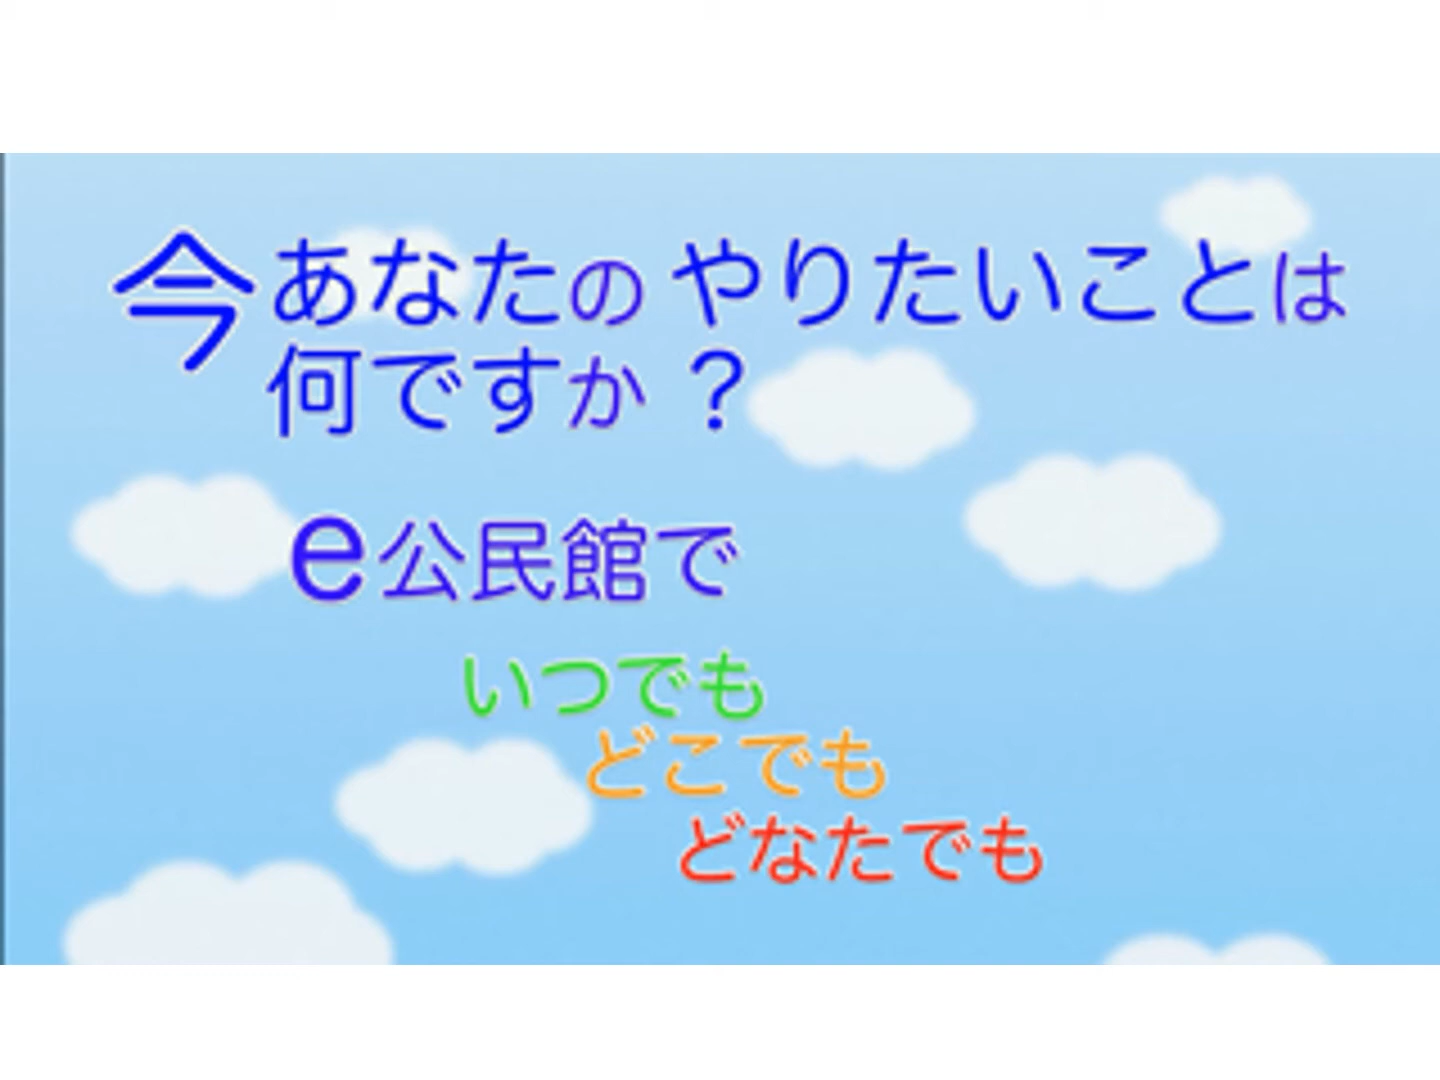 今あなたの やりたいことは
何ですか ?
e公民館で
いつでも
どこでも
どなたでも